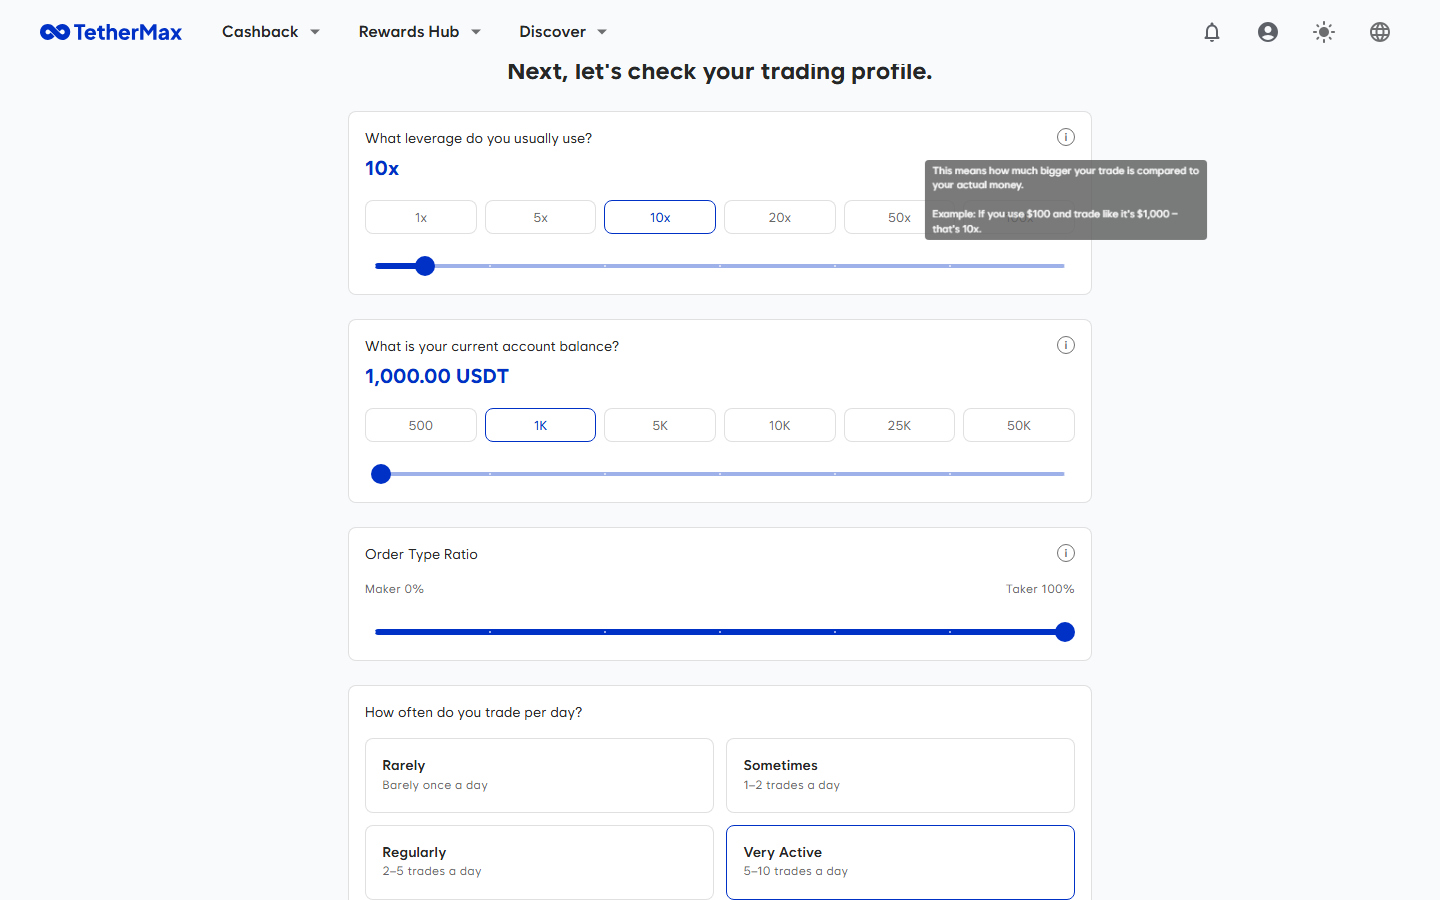 TetherMax
Cashback
Rewards Hub
Discover
Next, let's check your trading profile.
What leverage do you usually use?
10x
This means how much bigger your trade is compared to
your actual money.
Example: If you use $100 and trade like it's $1,000 –
that's 10x.
1x
5x
10x
20x
50x
What is your current account balance?
1,000.00 USDT
500
1K
5K
10K
25K
50K
Order Type Ratio
Maker 0%
Taker 100%
How often do you trade per day?
Rarely
Barely once a day
Sometimes
1–2 trades a day
Regularly
2–5 trades a day
Very Active
5–10 trades a day